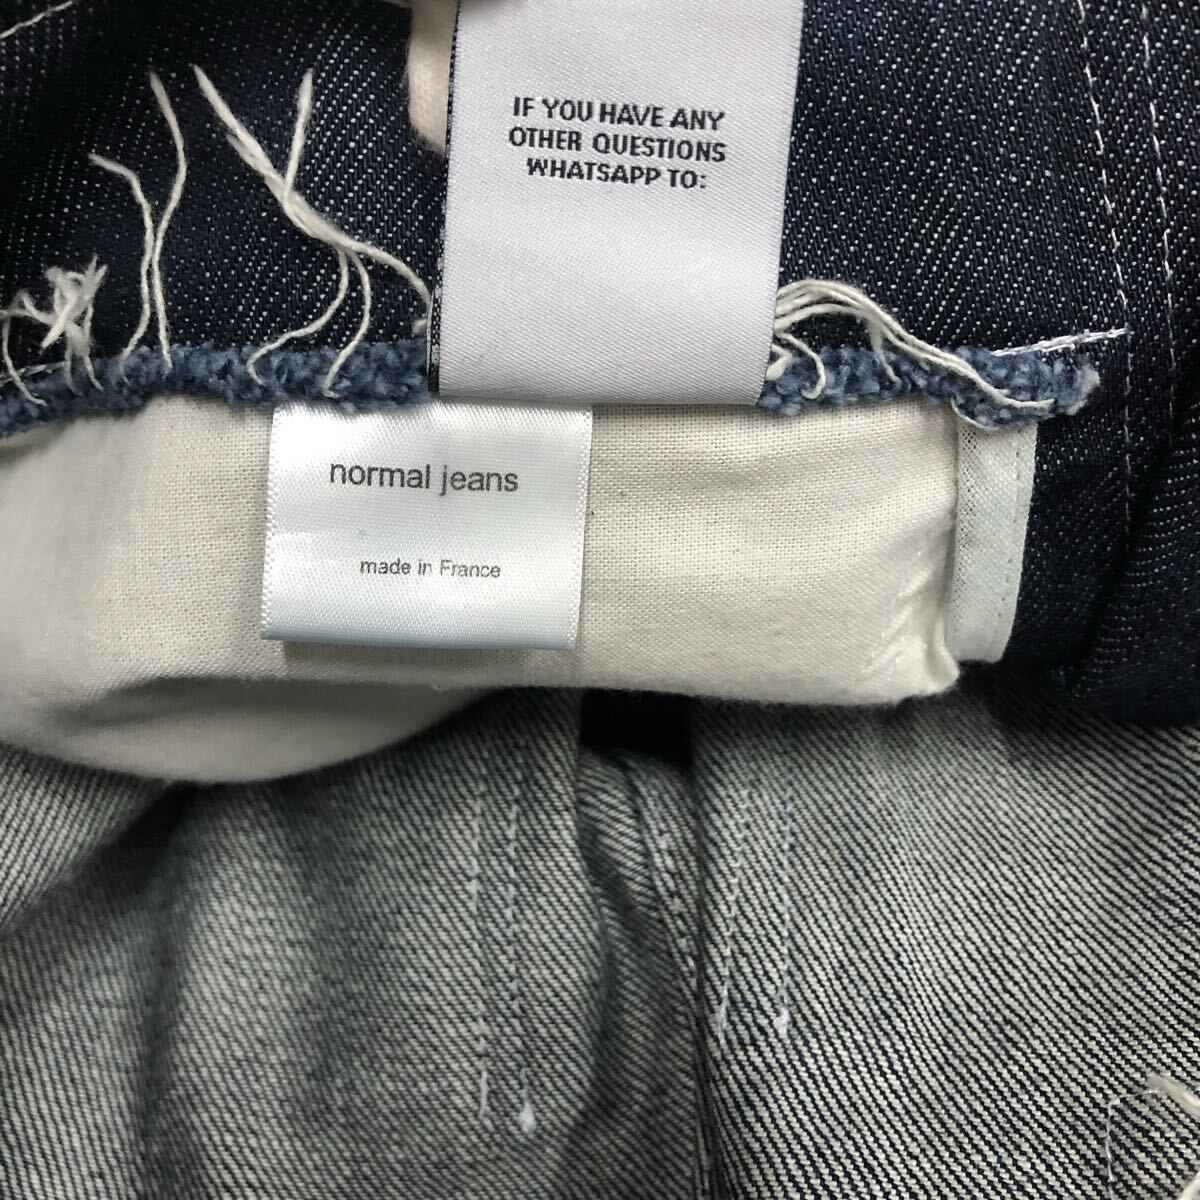 IF YOU HAVE ANY
OTHER QUESTIONS
WHATSAPP TO:
normal jeans
made in France